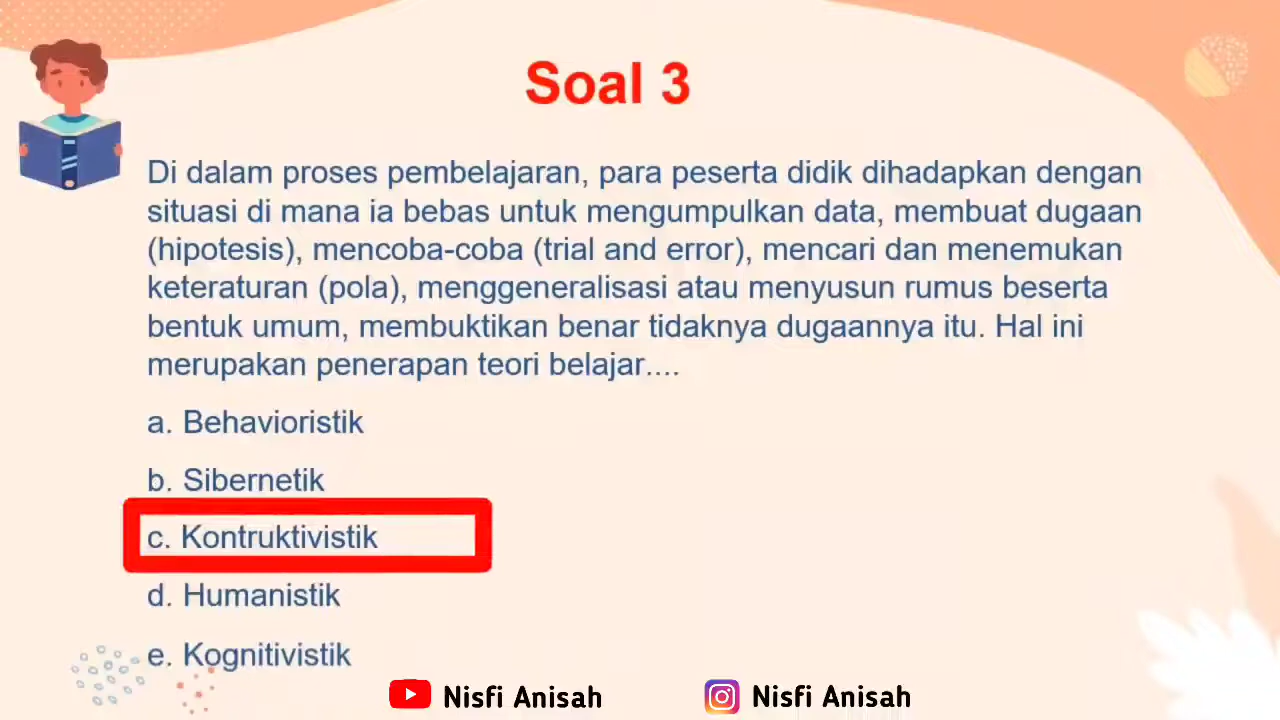 Soal 3
Di dalam proses pembelajaran, para peserta didik dihadapkan dengan
situasi di mana ia bebas untuk mengumpulkan data, membuat dugaan
(hipotesis), mencoba-coba (trial and error), mencari dan menemukan
keteraturan (pola), menggeneralisasi atau menyusun rumus beserta
bentuk umum, membuktikan benar tidaknya dugaannya itu. Hal ini
merupakan penerapan teori belajar....
a. Behavioristik
b. Sibernetik
c. Kontruktivistik
d. Humanistik
e. Kognitivistik
Nisfi Anisah Nisfi Anisah